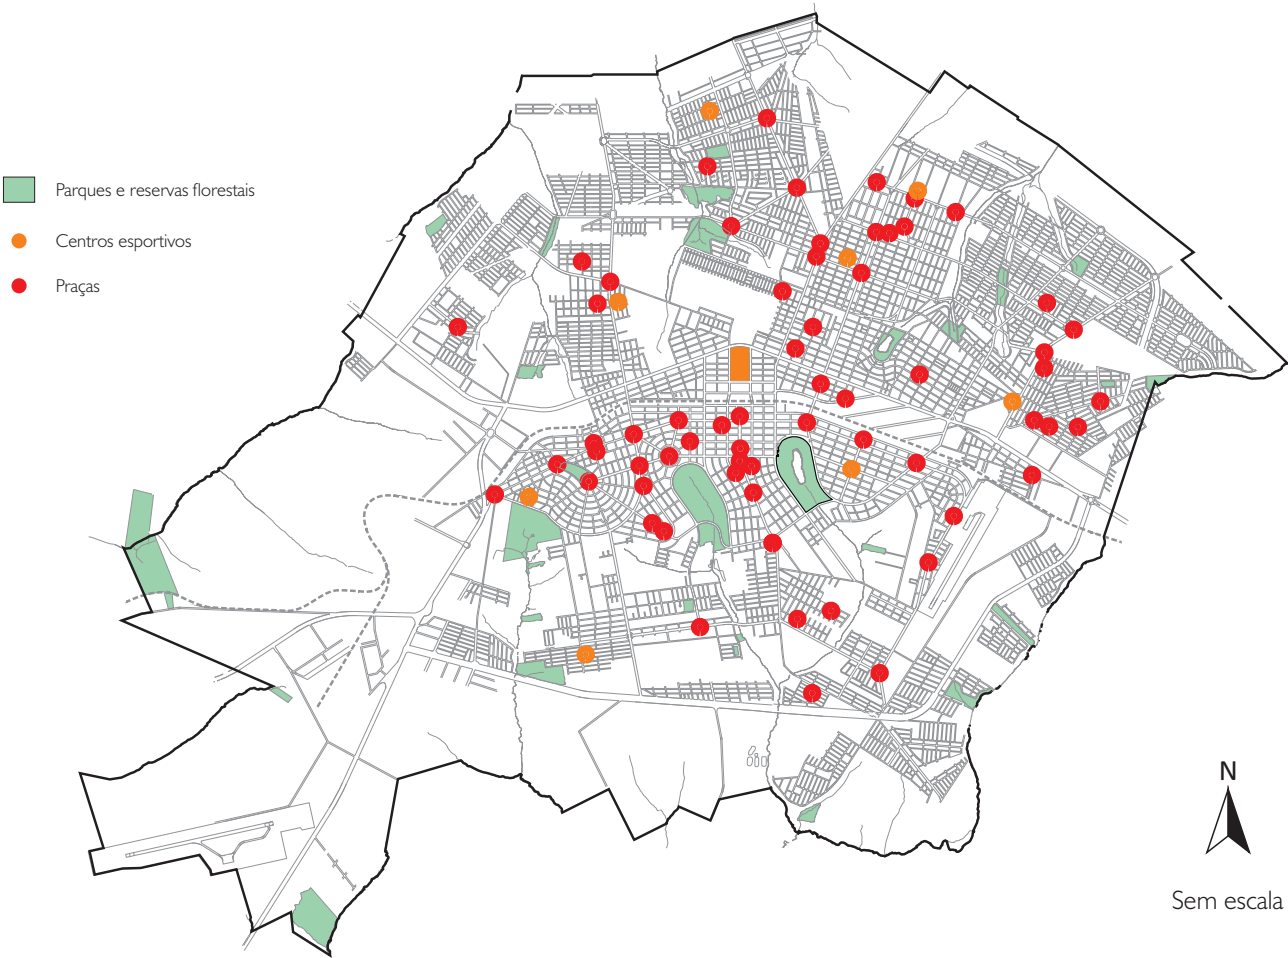 Parques e reservas florestais
Centros esportivos
Praças
N
Sem escala